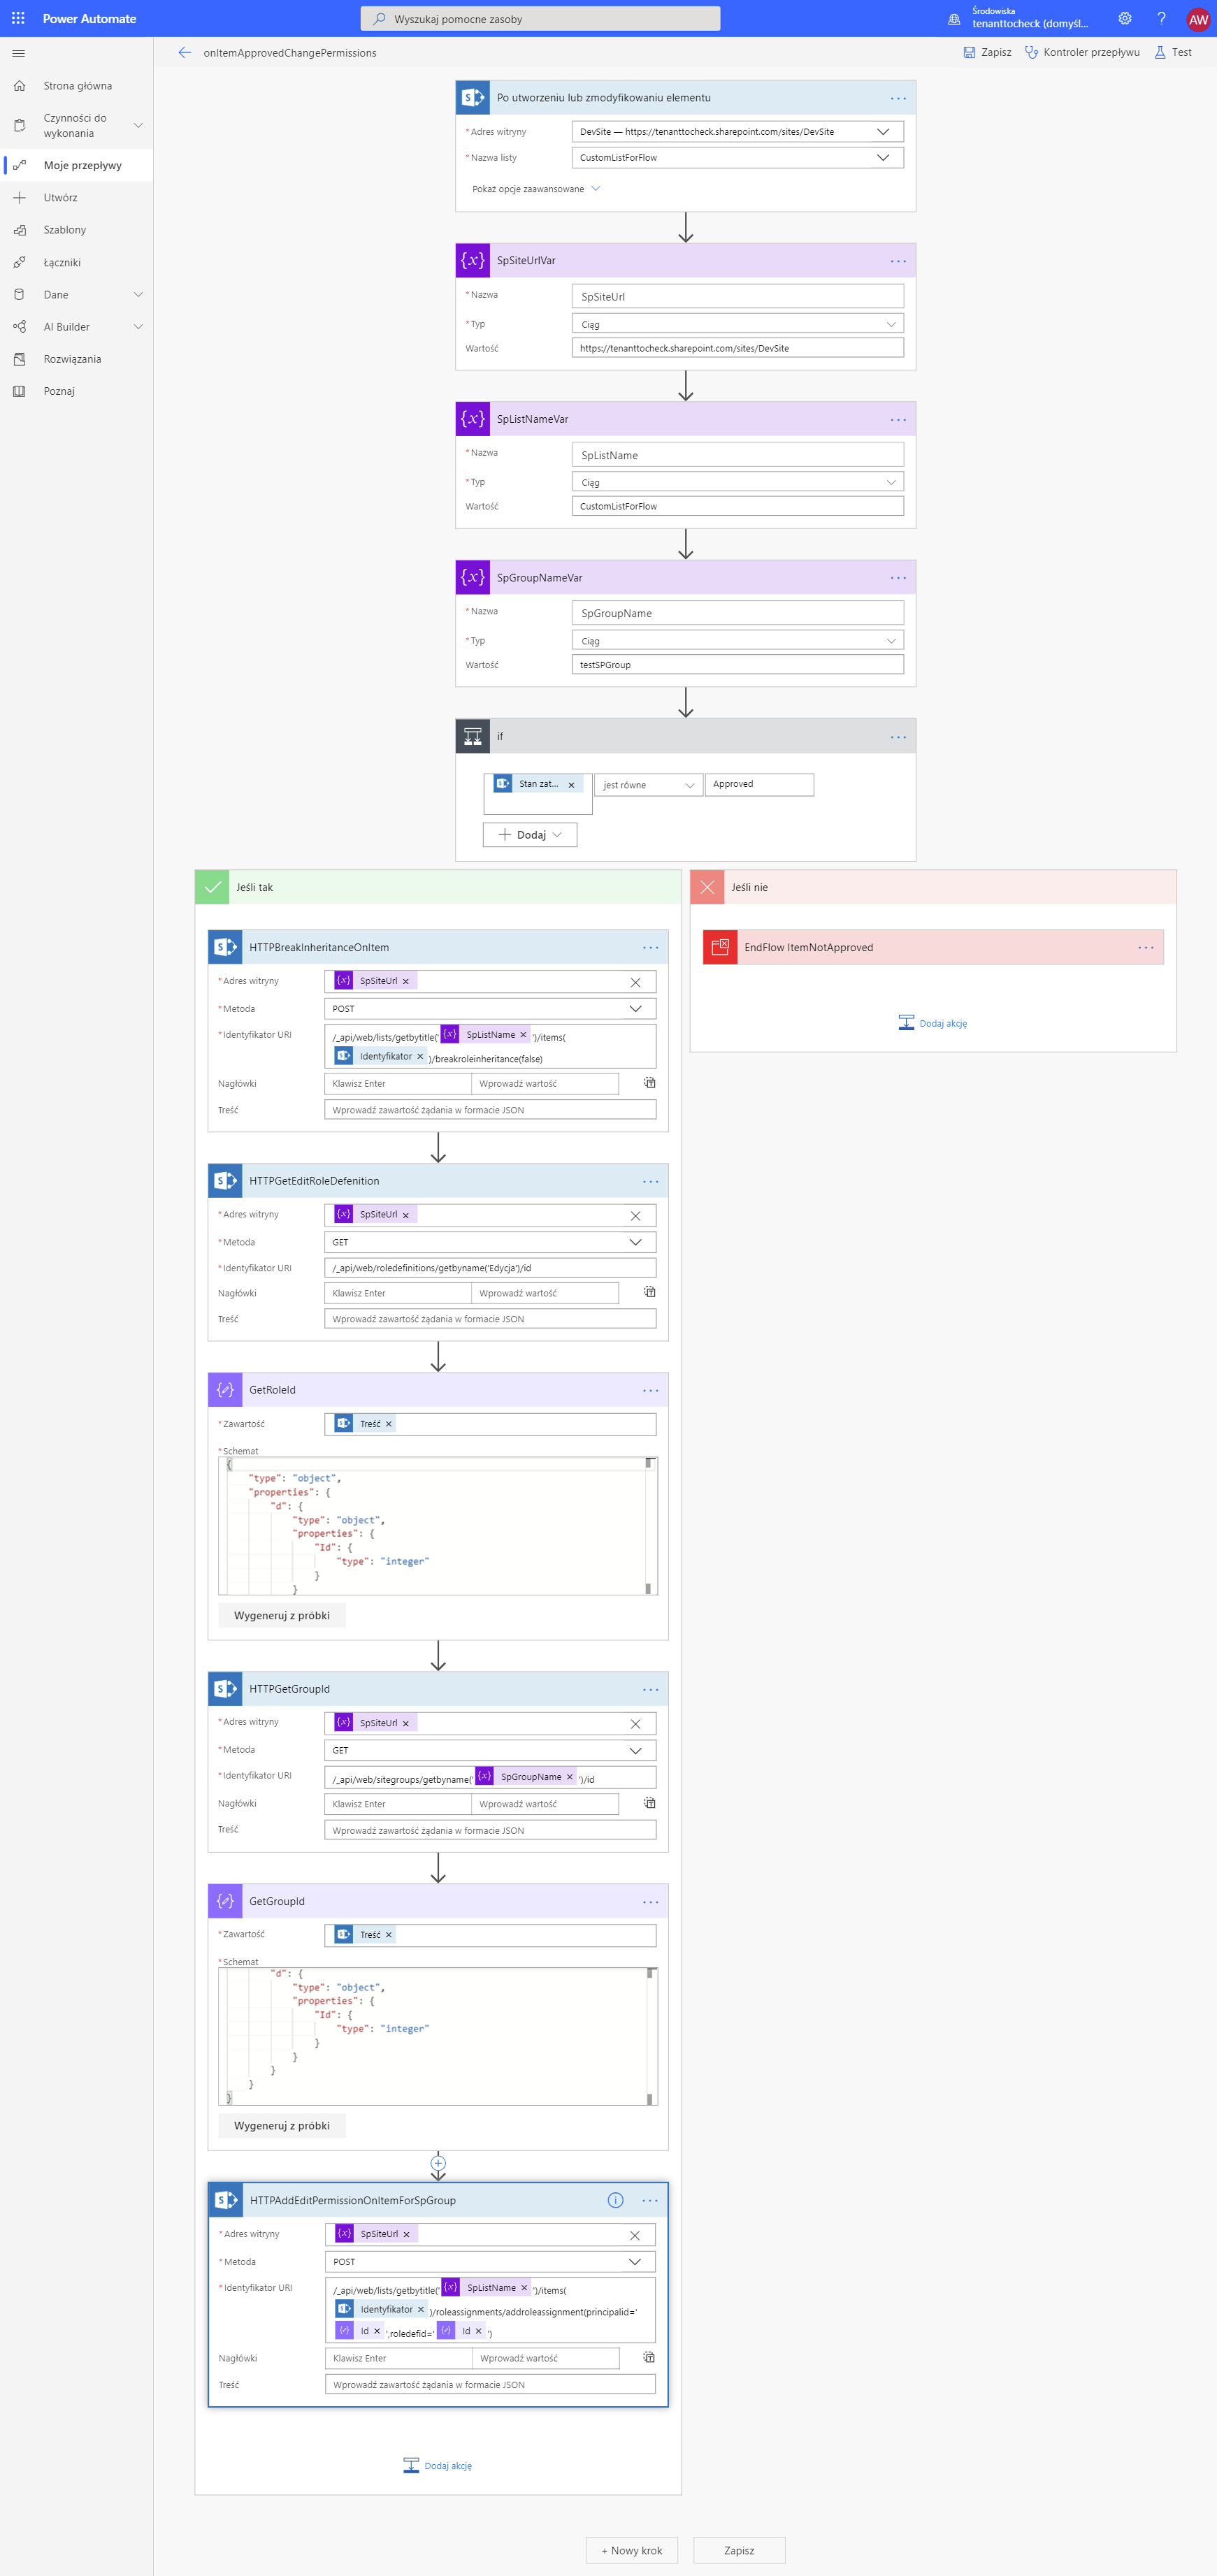 Power Automate
Wyszukaj pomocne zasoby
Środowiska
tenanttocheck (domyśl...
AW
onItemApprovedChangePermissions
Zapisz
Kontroler przepływu
Test
Strona główna
Czynności do
wykonania
Moje przepływy
Utwórz
Szablony
Łączniki
Dane
AI Builder
Rozwiązania
Poznaj
Po utworzeniu lub zmodyfikowaniu elementu
* Adres witryny
DevSite — https://tenanttocheck.sharepoint.com/sites/DevSite
* Nazwa listy
CustomListForFlow
Pokaż opcje zaawansowane
SpSiteUrlVar
* Nazwa
SpSiteUrl
* Typ
Ciąg
Wartość
https://tenanttocheck.sharepoint.com/sites/DevSite
SpListNameVar
* Nazwa
SpListName
* Typ
Ciąg
Wartość
CustomListForFlow
SpGroupNameVar
* Nazwa
SpGroupName
* Typ
Ciąg
Wartość
testSPGroup
if
Stan zat...
jest równe
Approved
Dodaj
Jeśli tak
HTTPBreakInheritanceOnItem
* Adres witryny
SpSiteUrl
* Metoda
POST
* Identyfikator URI
/_api/web/lists/getbytitle(' SpListName ')/items(
Identyfikator )/breakroleinheritance(false)
Nagłówki
Klawisz Enter
Wprowadź wartość
Treść
Wprowadź zawartość żądania w formacie JSON
HTTPGetEditRoleDefenition
* Adres witryny
SpSiteUrl
* Metoda
GET
* Identyfikator URI
/_api/web/roledefinitions/getbyname('Edycja')/id
Nagłówki
Klawisz Enter
Wprowadź wartość
Treść
Wprowadź zawartość żądania w formacie JSON
GetRoleId
* Zawartość
Treść
* Schemat
{
"type": "object",
"properties": {
"d": {
"type": "object",
"properties": {
"Id": {
"type": "integer"
}
}
Wygeneruj z próbki
HTTPGetGroupId
* Adres witryny
SpSiteUrl
* Metoda
GET
* Identyfikator URI
/_api/web/sitegroups/getbyname(' SpGroupName ')/id
Nagłówki
Klawisz Enter
Wprowadź wartość
Treść
Wprowadź zawartość żądania w formacie JSON
GetGroupId
* Zawartość
Treść
* Schemat
"d": {
"type": "object",
"properties": {
"Id": {
"type": "integer"
}
}
}
}
}
Wygeneruj z próbki
HTTPAddEditPermissionOnItemForSpGroup
* Adres witryny
SpSiteUrl
* Metoda
POST
* Identyfikator URI
/_api/web/lists/getbytitle(' SpListName ')/items(
Identyfikator )/roleassignments/addroleassignment(principalid='
Id ',roledefid=' Id ')
Nagłówki
Klawisz Enter
Wprowadź wartość
Treść
Wprowadź zawartość żądania w formacie JSON
Dodaj akcję
Jeśli nie
EndFlow ItemNotApproved
Dodaj akcję
+ Nowy krok
Zapisz